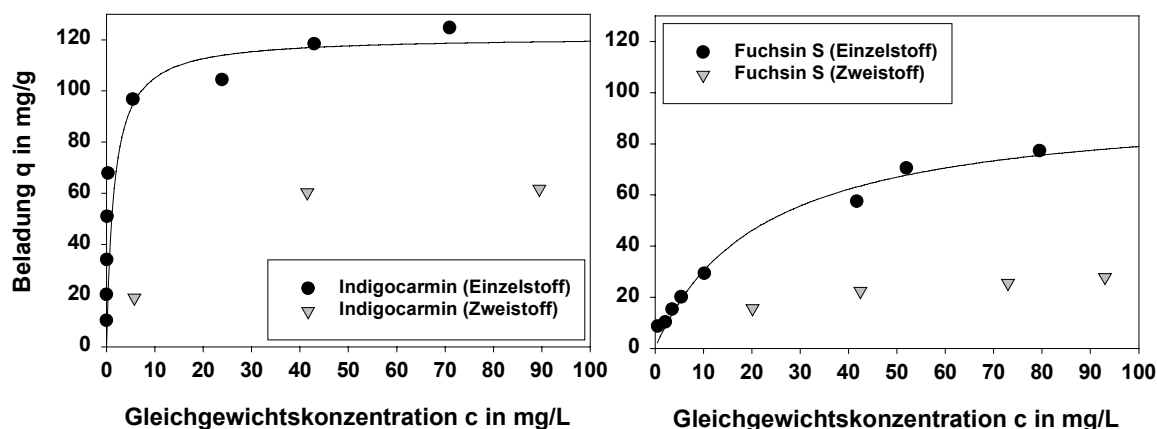 Beladung q in mg/g
120
100
80
60
40
20
0
Indigocarmin (Einzelstoff)
Indigocarmin (Zweistoff)
0 10 20 30 40 50 60 70 80 90 100
Gleichgewichtskonzentration c in mg/L
Fuchsin S (Einzelstoff)
Fuchsin S (Zweistoff)
120
100
80
60
40
20
0
0 10 20 30 40 50 60 70 80 90 100
Gleichgewichtskonzentration c in mg/L